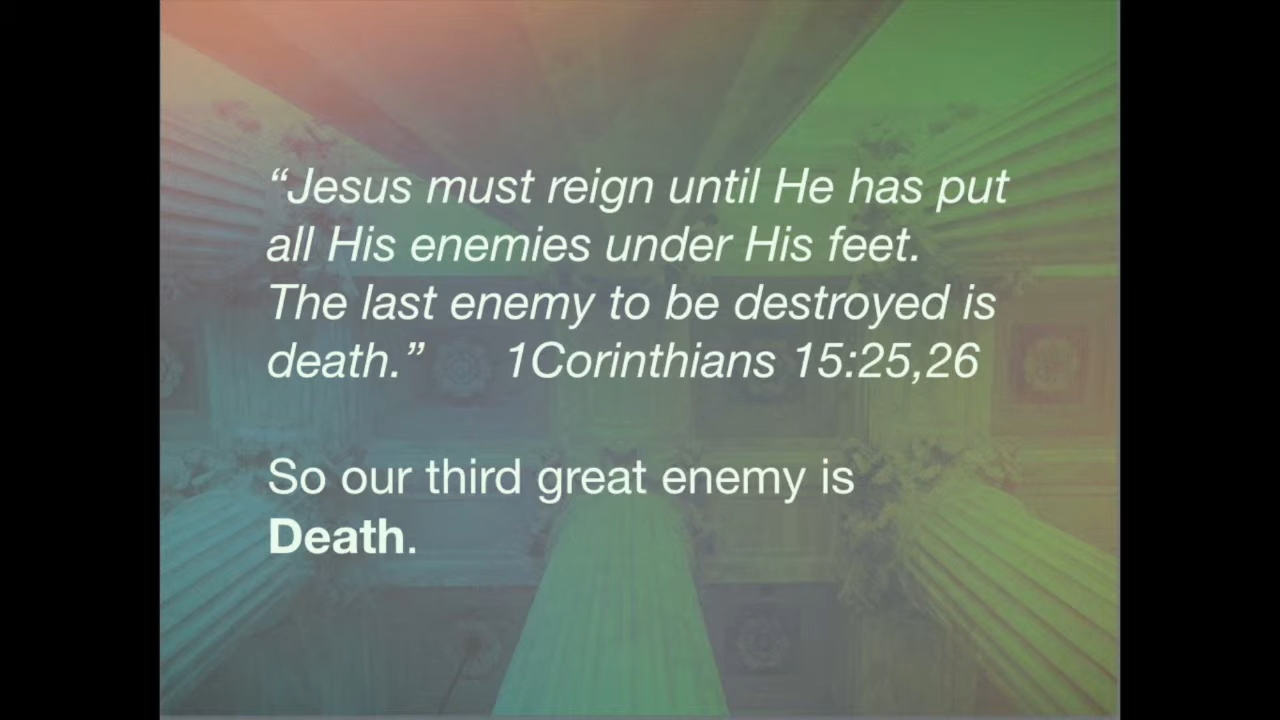 “Jesus must reign until He has put
all His enemies under His feet.
The last enemy to be destroyed is
death.” 1Corinthians 15:25,26
So our third great enemy is
Death.